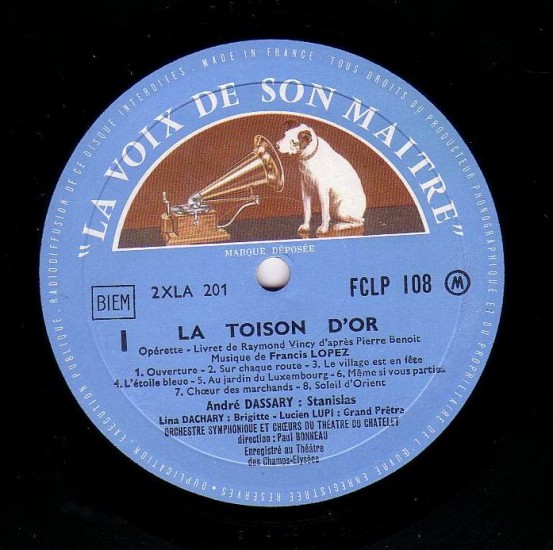 DUPLICATION, EXÉCUTION PUBLIQUE, RADIODIFFUSION DE CE DISQUE INTERDITES - MADE IN FRANCE - TOUS DROITS DU PRODUCTEUR PHONOGRAPHIQUE ET DU PROPRIÉTAIRE DE L'ŒUVRE ENREGISTRÉE RÉSERVÉS
"LA VOIX DE SON MAITRE"
MARQUE DÉPOSÉE
BIEM 2XLA 201 FCLP 108 M
1 LA TOISON D'OR
Opérette - Livret de Raymond Vincy d'après Pierre Benoit
Musique de Francis LOPEZ
1. Ouverture - 2. Sur chaque route - 3. Le village est en fête
4. L'étoile bleue - 5. Au jardin du Luxembourg - 6. Même si vous partiez
7. Chœur des marchands - 8. Soleil d'Orient
André DASSARY : Stanislas
Lina DACHARY : Brigitte - Lucien LUPI : Grand Prêtre
ORCHESTRE SYMPHONIQUE ET CHŒURS DU THEATRE DU CHATELET
direction : Paul BONNEAU
Enregistré au Théâtre
des Champs-Elysées